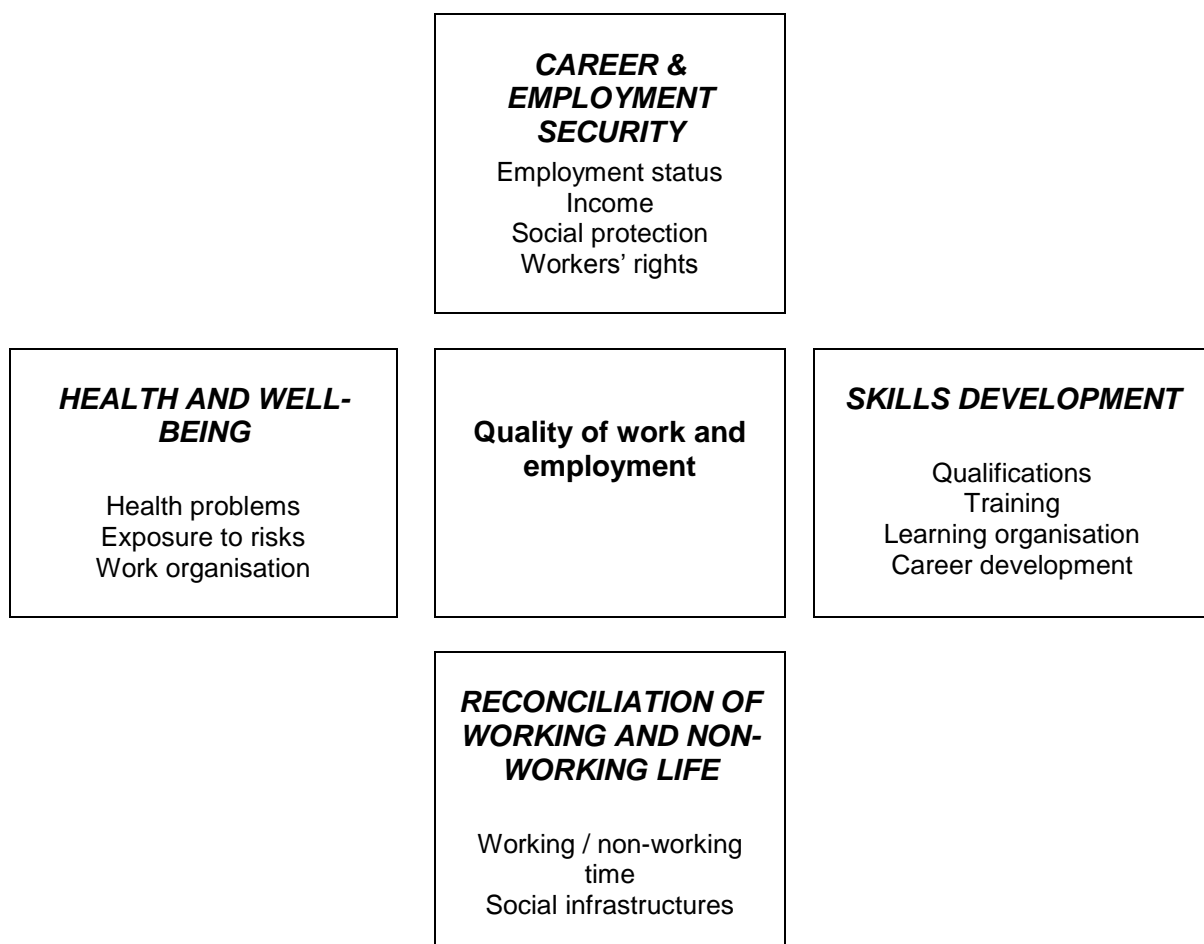 CAREER &
EMPLOYMENT
SECURITY
Employment status
Income
Social protection
Workers’ rights
HEALTH AND WELL-
BEING
Health problems
Exposure to risks
Work organisation
Quality of work and
employment
SKILLS DEVELOPMENT
Qualifications
Training
Learning organisation
Career development
RECONCILIATION OF
WORKING AND NON-
WORKING LIFE
Working / non-working
time
Social infrastructures